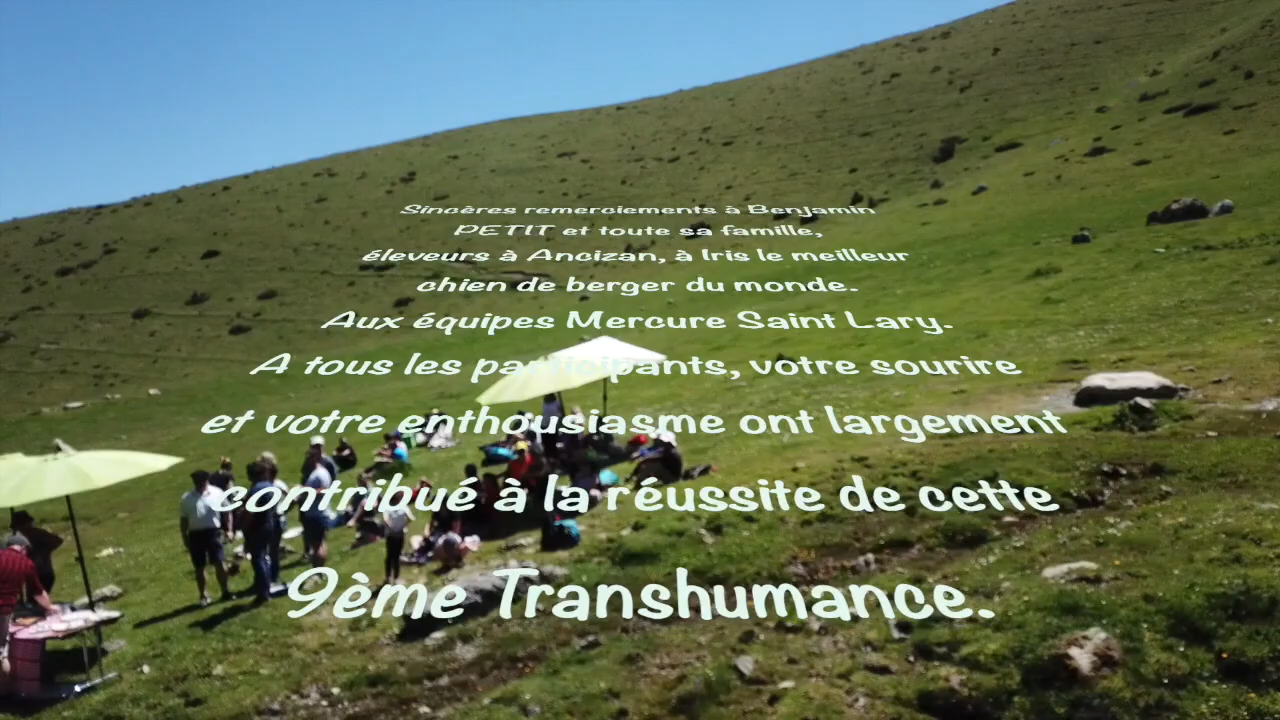 Sincères remerciements à Benjamin
PETIT et toute sa famille,
éleveurs à Ancizan, à Iris le meilleur
chien de berger du monde.
Aux équipes Mercure Saint Lary.
A tous les participants, votre sourire
et votre enthousiasme ont largement
contribué à la réussite de cette
9ème Transhumance.